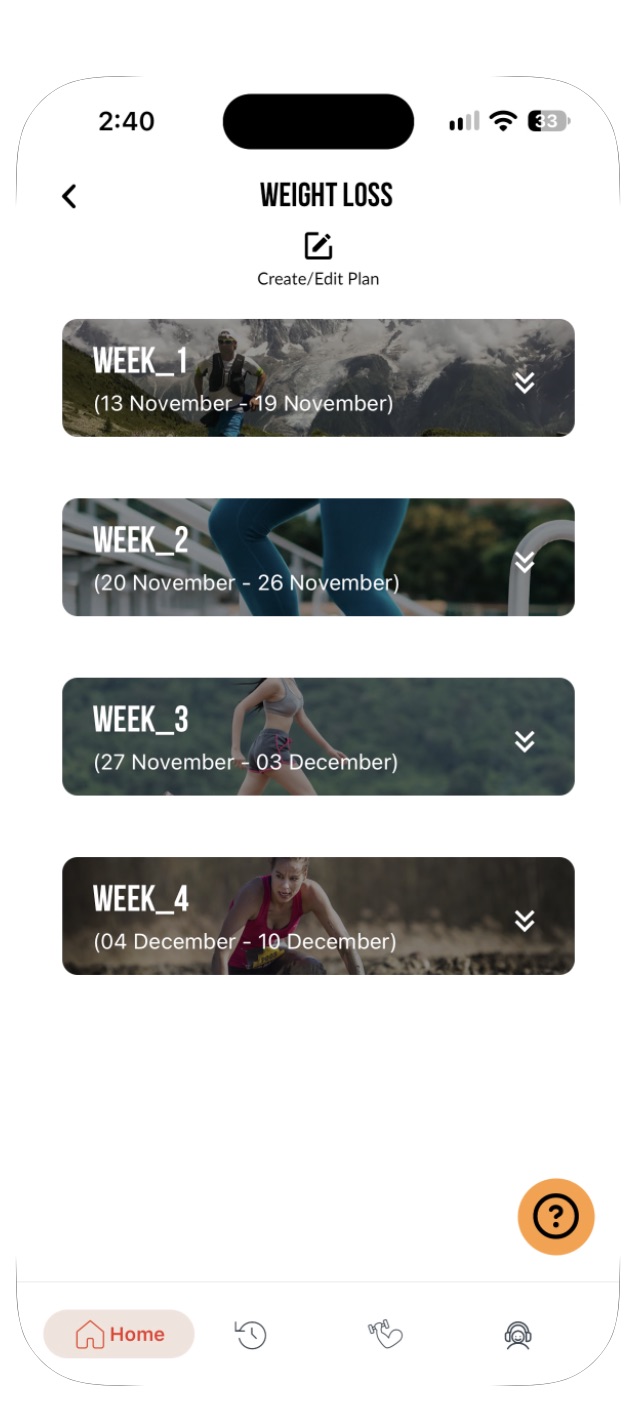 2:40
33
WEIGHT LOSS
Create/Edit Plan
WEEK_1
(13 November - 19 November)
WEEK_2
(20 November - 26 November)
WEEK_3
(27 November - 03 December)
WEEK_4
(04 December - 10 December)
?
Home